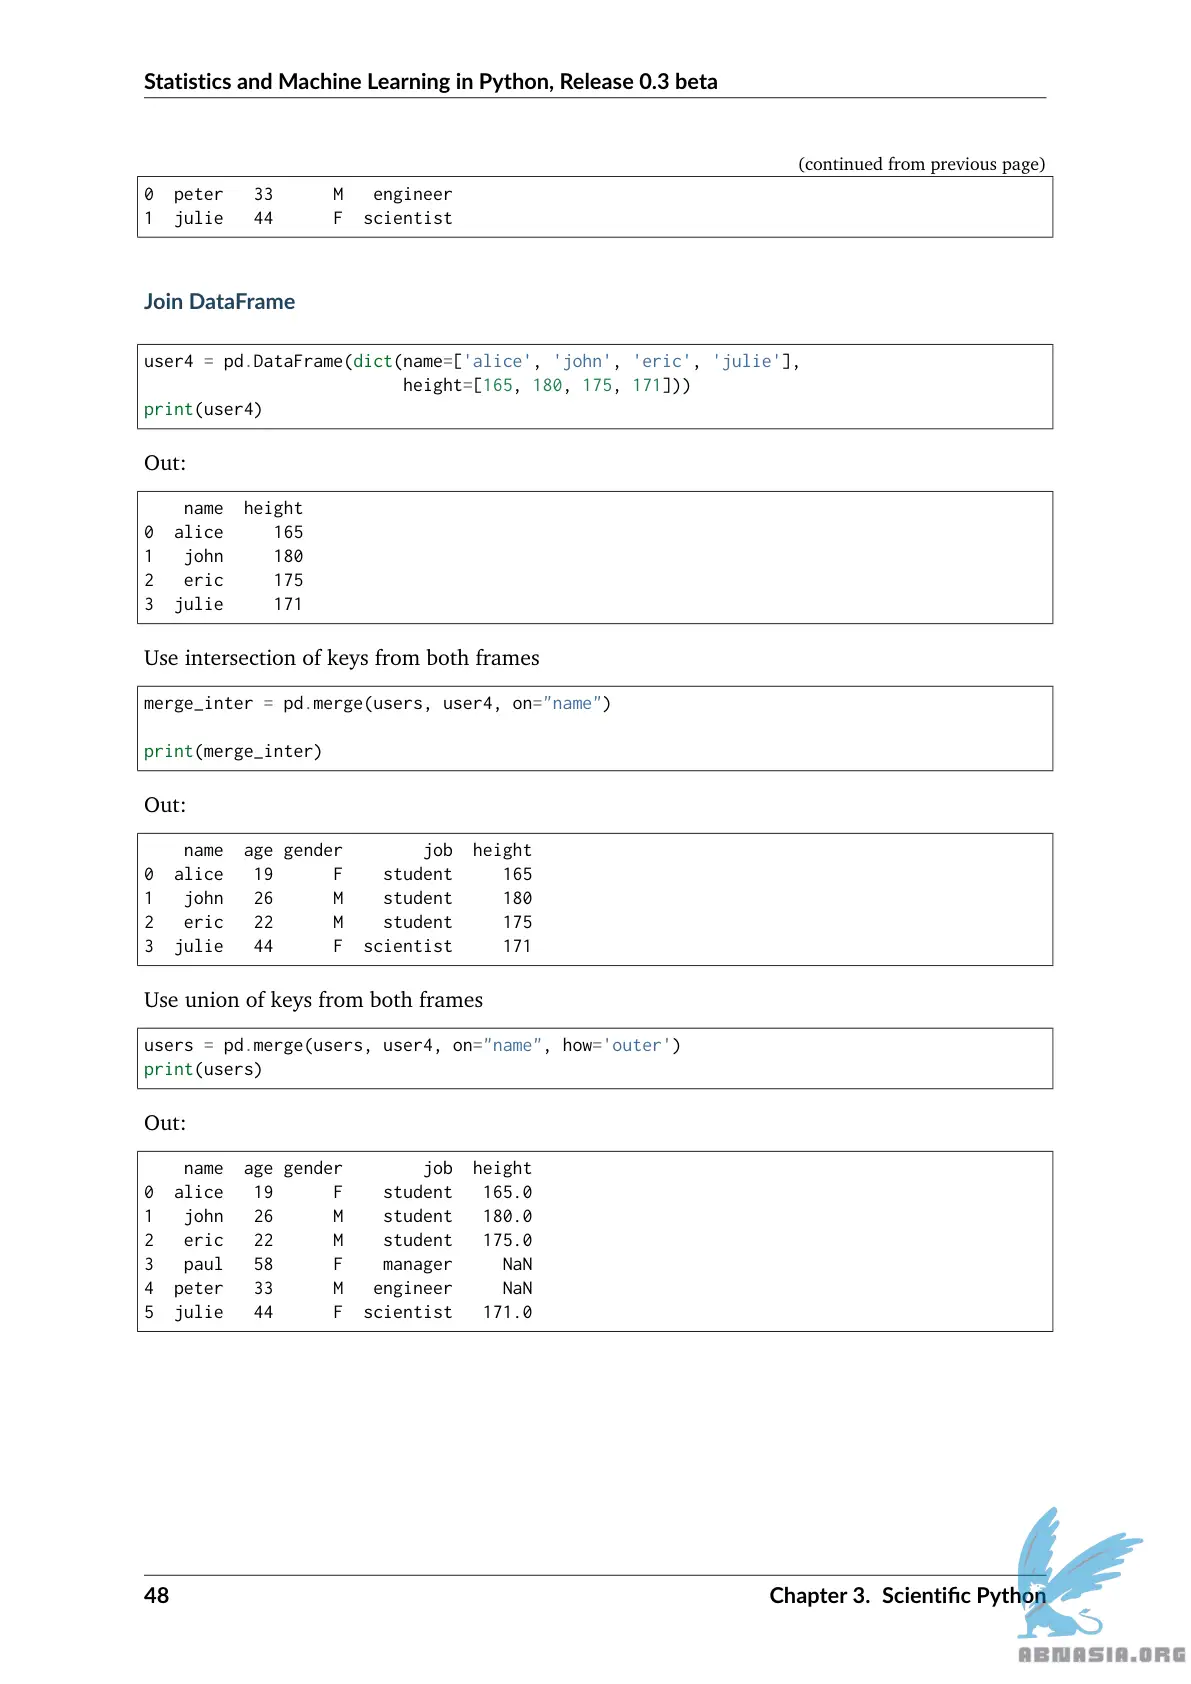 Statistics and Machine Learning in Python, Release 0.3 beta
(continued from previous page)
0  peter   33      M   engineer
1  julie   44      F  scientist
Join DataFrame
user4 = pd.DataFrame(dict(name=['alice', 'john', 'eric', 'julie'],
                          height=[165, 180, 175, 171]))
print(user4)
Out:
    name  height
0  alice     165
1   john     180
2   eric     175
3  julie     171
Use intersection of keys from both frames
merge_inter = pd.merge(users, user4, on="name")
print(merge_inter)
Out:
    name  age gender        job  height
0  alice   19      F    student     165
1   john   26      M    student     180
2   eric   22      M    student     175
3  julie   44      F  scientist     171
Use union of keys from both frames
users = pd.merge(users, user4, on="name", how='outer')
print(users)
Out:
    name  age gender        job  height
0  alice   19      F    student   165.0
1   john   26      M    student   180.0
2   eric   22      M    student   175.0
3   paul   58      F    manager     NaN
4  peter   33      M   engineer     NaN
5  julie   44      F  scientist   171.0
48 Chapter 3. Scientific Python
ABNASIA.ORG